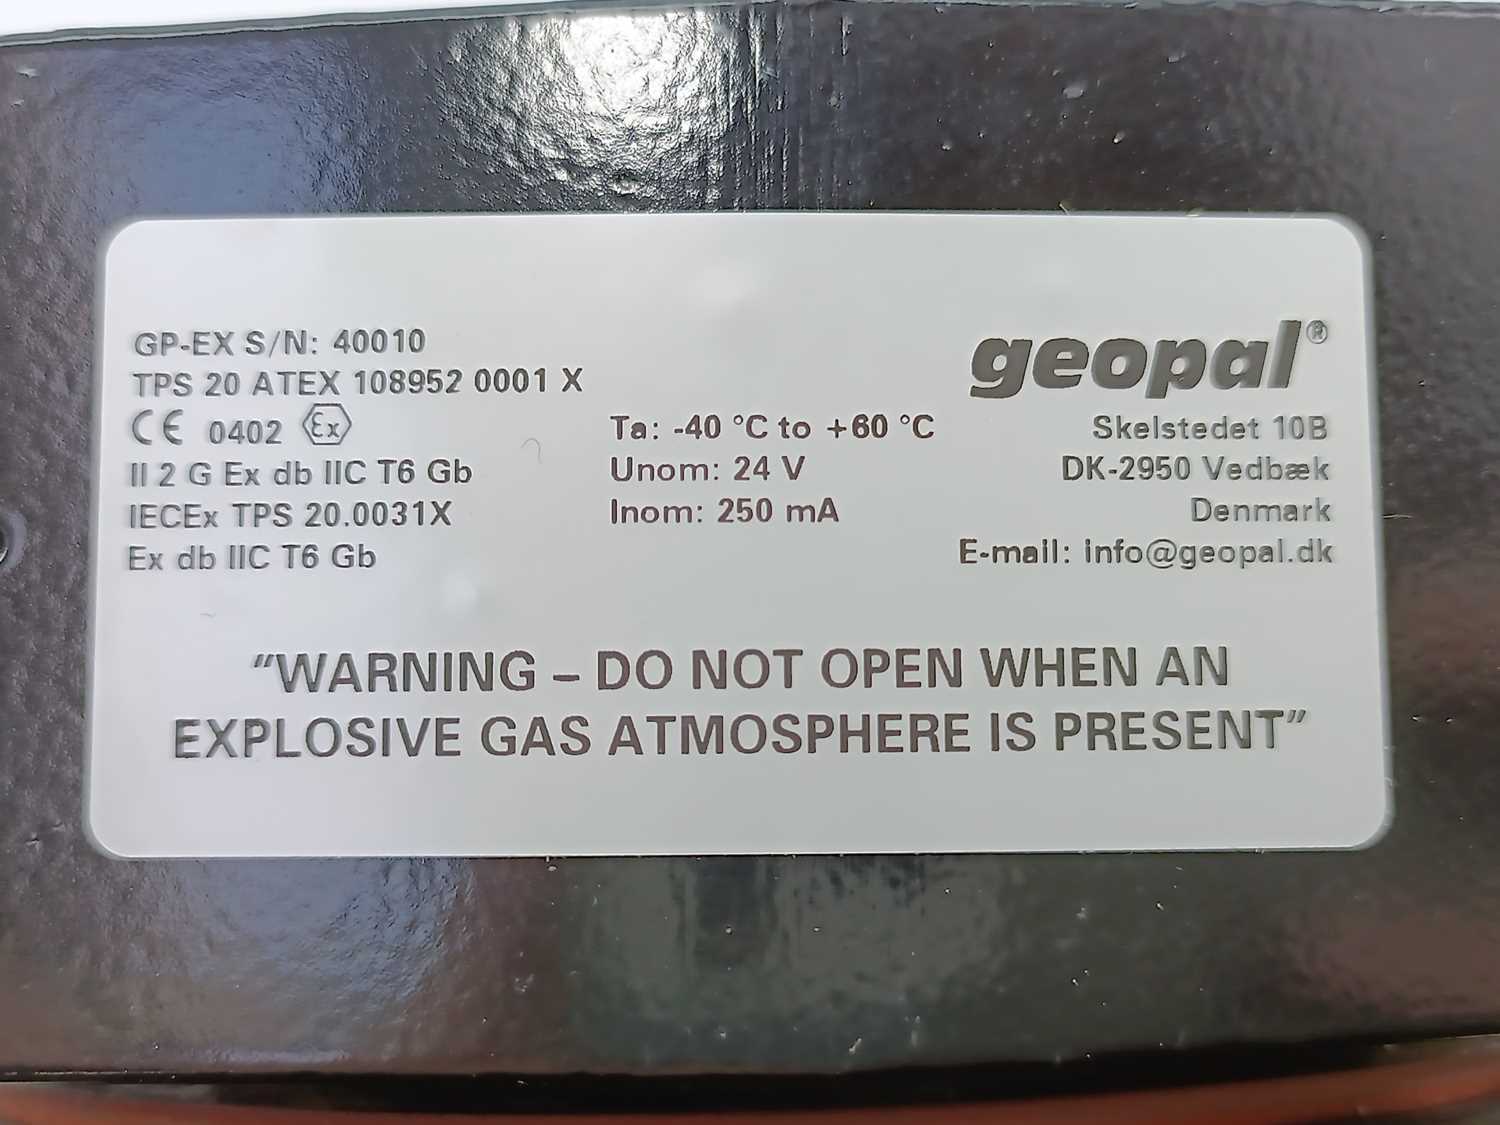 GP-EX S/N: 40010
TPS 20 ATEX 108952 0001 X
CE 0402 Ex
II 2 G Ex db IIC T6 Gb
IECEx TPS 20.0031X
Ex db IIC T6 Gb
Ta: -40 °C to +60 °C
Unom: 24 V
Inom: 250 mA
geopal®
Skelstedet 10B
DK-2950 Vedbæk
Denmark
E-mail: info@geopal.dk
"WARNING – DO NOT OPEN WHEN AN
EXPLOSIVE GAS ATMOSPHERE IS PRESENT"